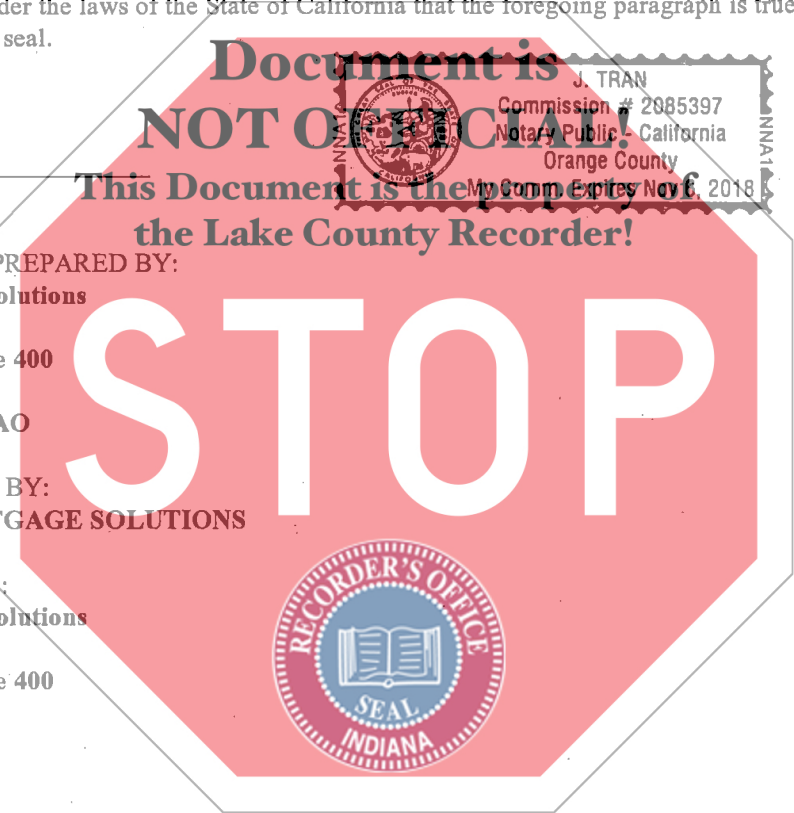 der the laws of the State of California that the foregoing paragraph is true
seal.
Document is
NOT OFFICIAL!
This Document is the property of
the Lake County Recorder!
J. TRAN
Commission # 2085397
Notary Public - California
Orange County
My Comm. Expires Nov 6, 2018
NNA1
NNA1
PREPARED BY:
olutions
e 400
AO
BY:
TGAGE SOLUTIONS
STOP
:
olutions
e 400
RECORDER'S OFFICE
SEAL
INDIANA